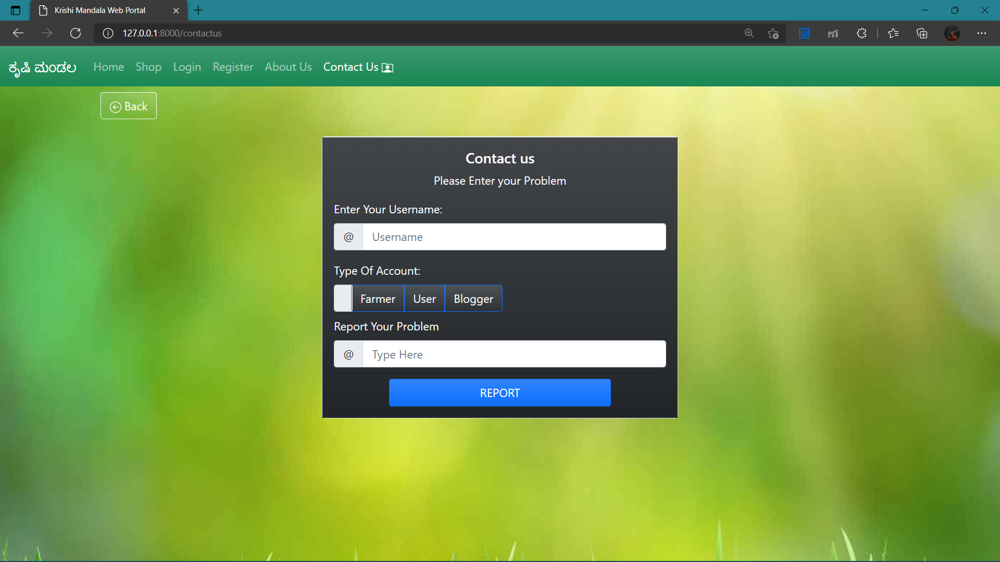 Krishi Mandala Web Portal
127.0.0.1:8000/contactus
Ui
ಕೃಷಿ ಮಂಡಲ Home Shop Login Register About Us Contact Us
Back
Contact us
Please Enter your Problem
Enter Your Username:
@ Username
Type Of Account:
Farmer User Blogger
Report Your Problem
@ Type Here
REPORT